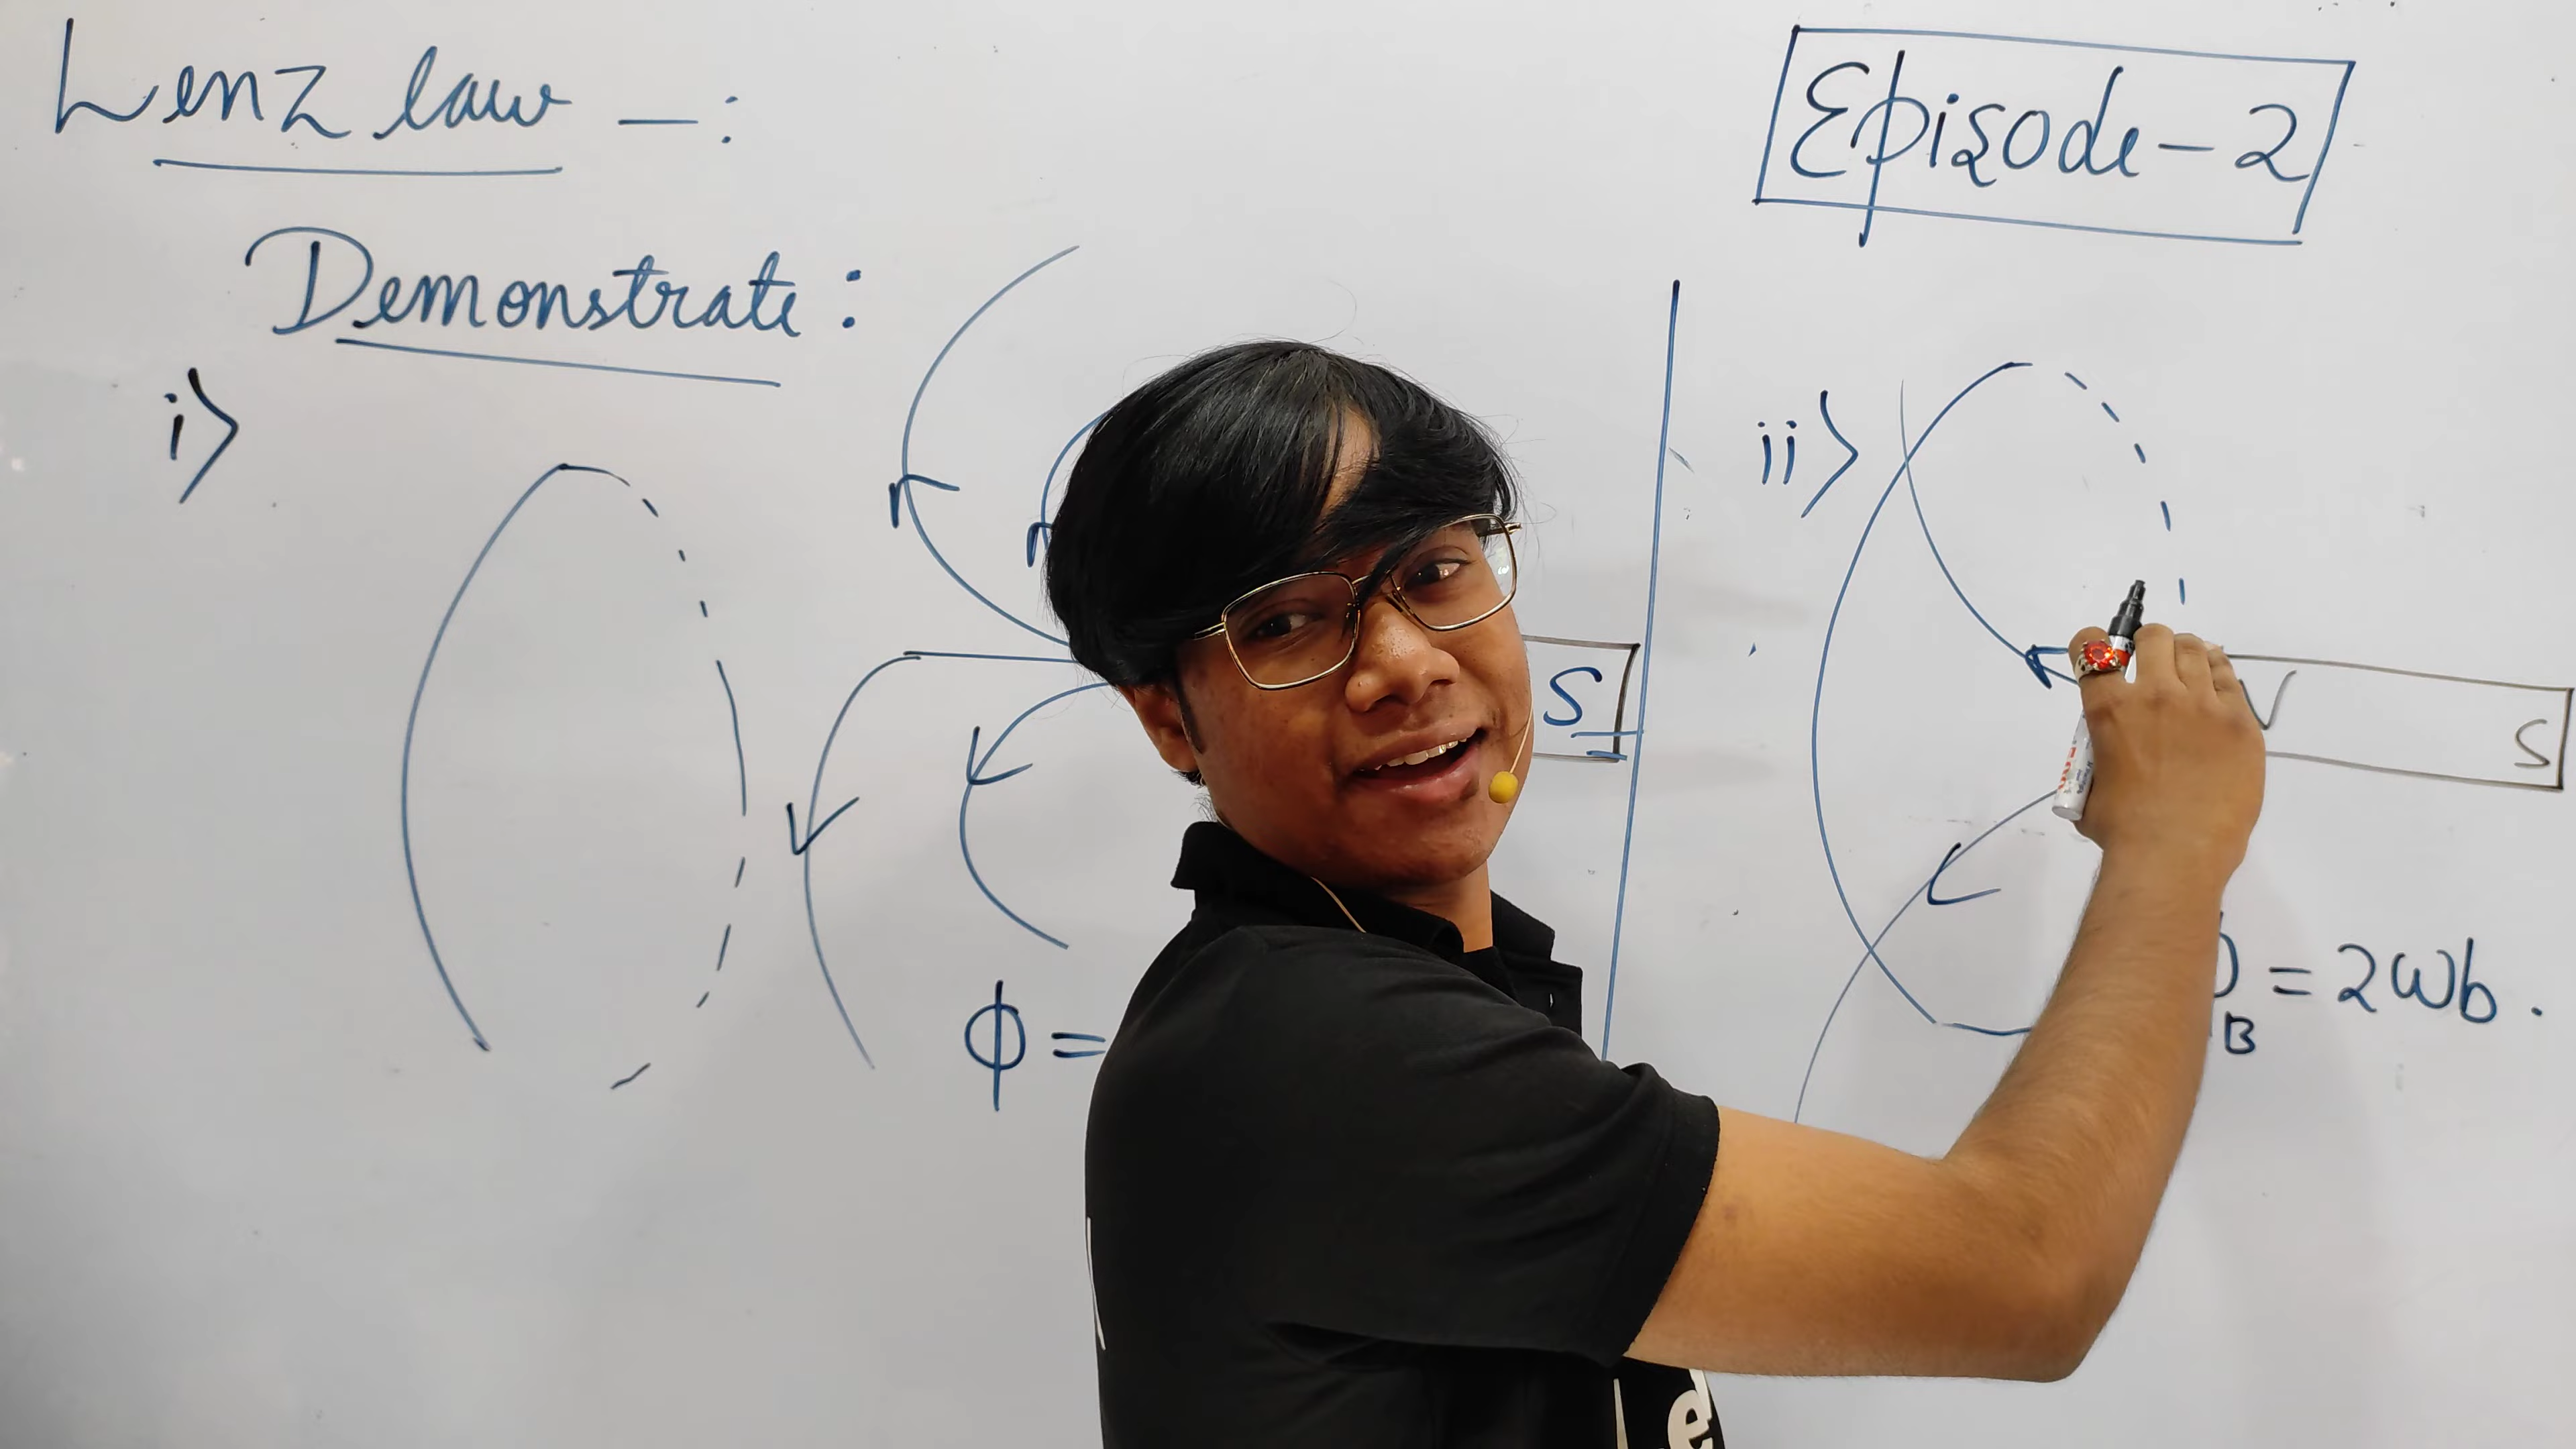 Lenz law —:
Episode-2
Demonstrate:
i>
ii>
S
N
S
ϕ =
= 2wb.
B